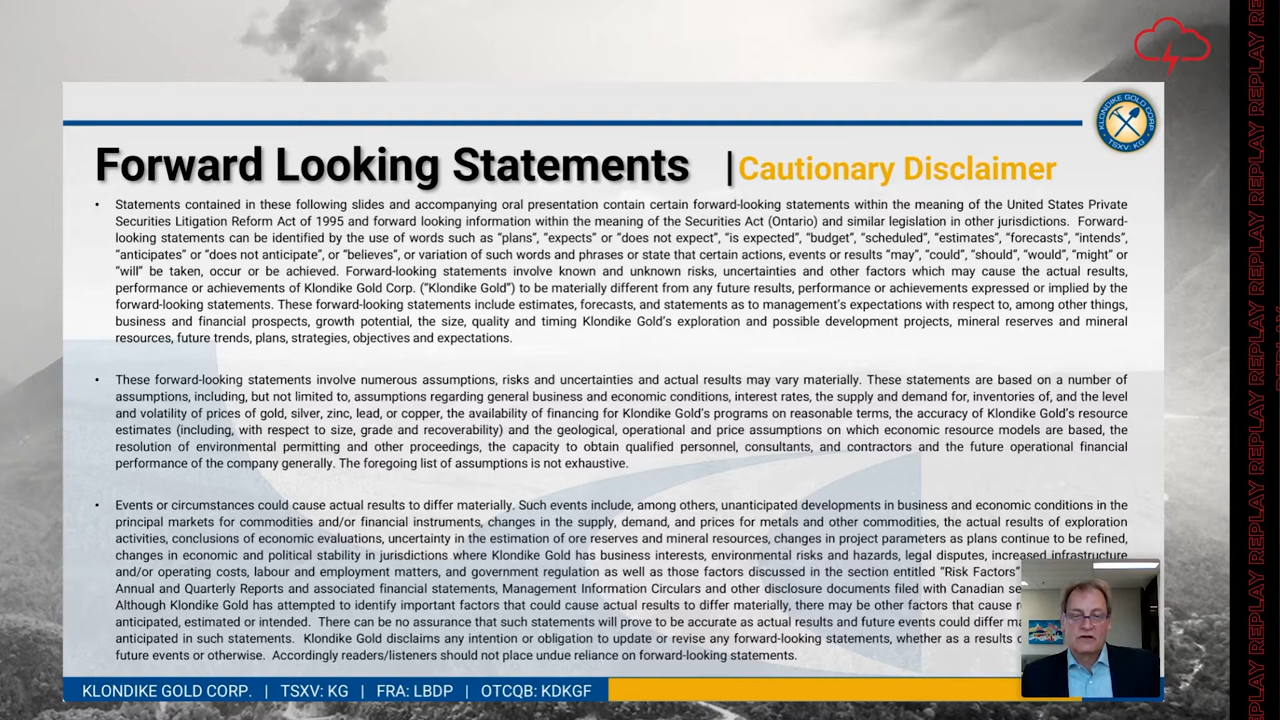 KLONDIKE GOLD CORP
TSXV: KG
Forward Looking Statements | Cautionary Disclaimer
• Statements contained in these following slides and accompanying oral presentation contain certain forward-looking statements within the meaning of the United States Private
Securities Litigation Reform Act of 1995 and forward looking information within the meaning of the Securities Act (Ontario) and similar legislation in other jurisdictions. Forward-
looking statements can be identified by the use of words such as "plans", "expects" or "does not expect", "is expected", "budget", "scheduled", "estimates", "forecasts", "intends",
"anticipates" or "does not anticipate", or "believes", or variations of such words and phrases or state that certain actions, events or results "may", "could", "should", "would", "might" or
"will" be taken, occur or be achieved. Forward-looking statements involve known and unknown risks, uncertainties and other factors which may cause the actual results,
performance or achievements of Klondike Gold Corp. ("Klondike Gold") to be materially different from any future results, performance or achievements expressed or implied by the
forward-looking statements. These forward-looking statements include estimates, forecasts, and statements as to management's expectations with respect to, among other things,
business and financial prospects, growth potential, the size, quality and timing Klondike Gold's exploration and possible development projects, mineral reserves and mineral
resources, future trends, plans, strategies, objectives and expectations.
• These forward-looking statements involve numerous assumptions, risks and uncertainties and actual results may vary materially. These statements are based on a number of
assumptions, including, but not limited to, assumptions regarding general business and economic conditions, interest rates, the supply and demand for, inventories of, and the level
and volatility of prices of gold, silver, zinc, lead, or copper, the availability of financing for Klondike Gold's programs on reasonable terms, the accuracy of Klondike Gold's resource
estimates (including, with respect to size, grade and recoverability) and the geological, operational and price assumptions on which economic resource models are based, the
resolution of environmental permitting and other proceedings, the capacity to obtain qualified personnel, consultants, and contractors and the future operational financial
performance of the company generally. The foregoing list of assumptions is not exhaustive.
• Events or circumstances could cause actual results to differ materially. Such events include, among others, unanticipated developments in business and economic conditions in the
principal markets for commodities and/or financial instruments, changes in the supply, demand, and prices for metals and other commodities, the actual results of exploration
activities, conclusions of economic evaluations, uncertainty in the estimation of ore reserves and mineral resources, changes in project parameters as plans continue to be refined,
changes in economic and political stability in jurisdictions where Klondike Gold has business interests, environmental risks and hazards, legal disputes, increased infrastructure
and/or operating costs, labour and employment matters, and government regulation as well as those factors discussed in the section entitled "Risk Factors"
Annual and Quarterly Reports and associated financial statements, Management Information Circulars and other disclosure documents filed with Canadian se
Although Klondike Gold has attempted to identify important factors that could cause actual results to differ materially, there may be other factors that cause r
anticipated, estimated or intended. There can be no assurance that such statements will prove to be accurate as actual results and future events could differ ma
anticipated in such statements. Klondike Gold disclaims any intention or obligation to update or revise any forward-looking statements, whether as a results o
future events or otherwise. Accordingly readers/listeners should not place undue reliance on forward-looking statements.
KLONDIKE GOLD CORP. | TSXV: KG | FRA: LBDP | OTCQB: KDKGF
REPLAY REPLAY REPLAY REPLAY REPLAY REPLAY REPLAY REPLAY RE